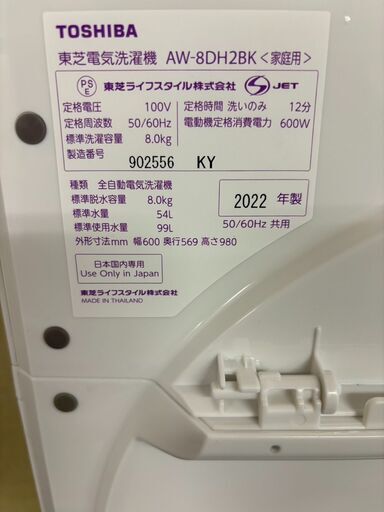 TOSHIBA
東芝電気洗濯機 AW-8DH2BK＜家庭用＞
PS E 東芝ライフスタイル株式会社 S JET
定格電圧 100V 定格時間 洗いのみ 12分
定格周波数 50/60Hz 電動機定格消費電力 600W
標準洗濯容量 8.0kg
製造番号 902556 KY
種類 全自動電気洗濯機
標準脱水容量 8.0kg
標準水量 54L
標準使用水量 99L
2022 年製
50/60Hz 共用
外形寸法mm 幅600 奥行569 高さ980
日本国内専用
Use Only in Japan
東芝ライフスタイル株式会社
MADE IN THAILAND